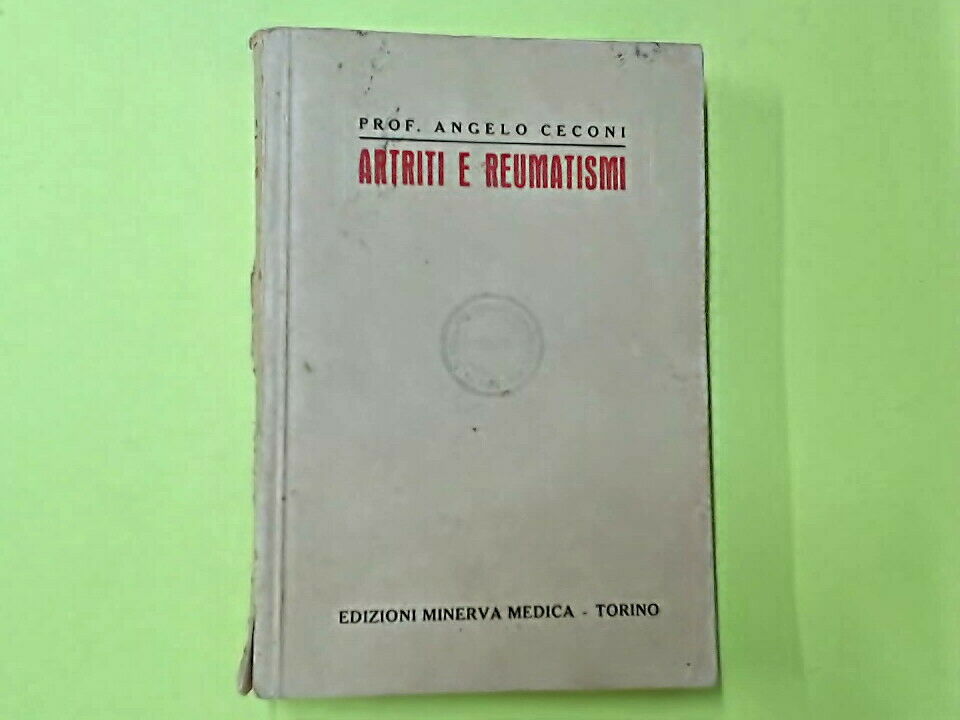 PROF. ANGELO CECONI
ARTRITI E REUMATISMI
EDIZIONI MINERVA MEDICA - TORINO